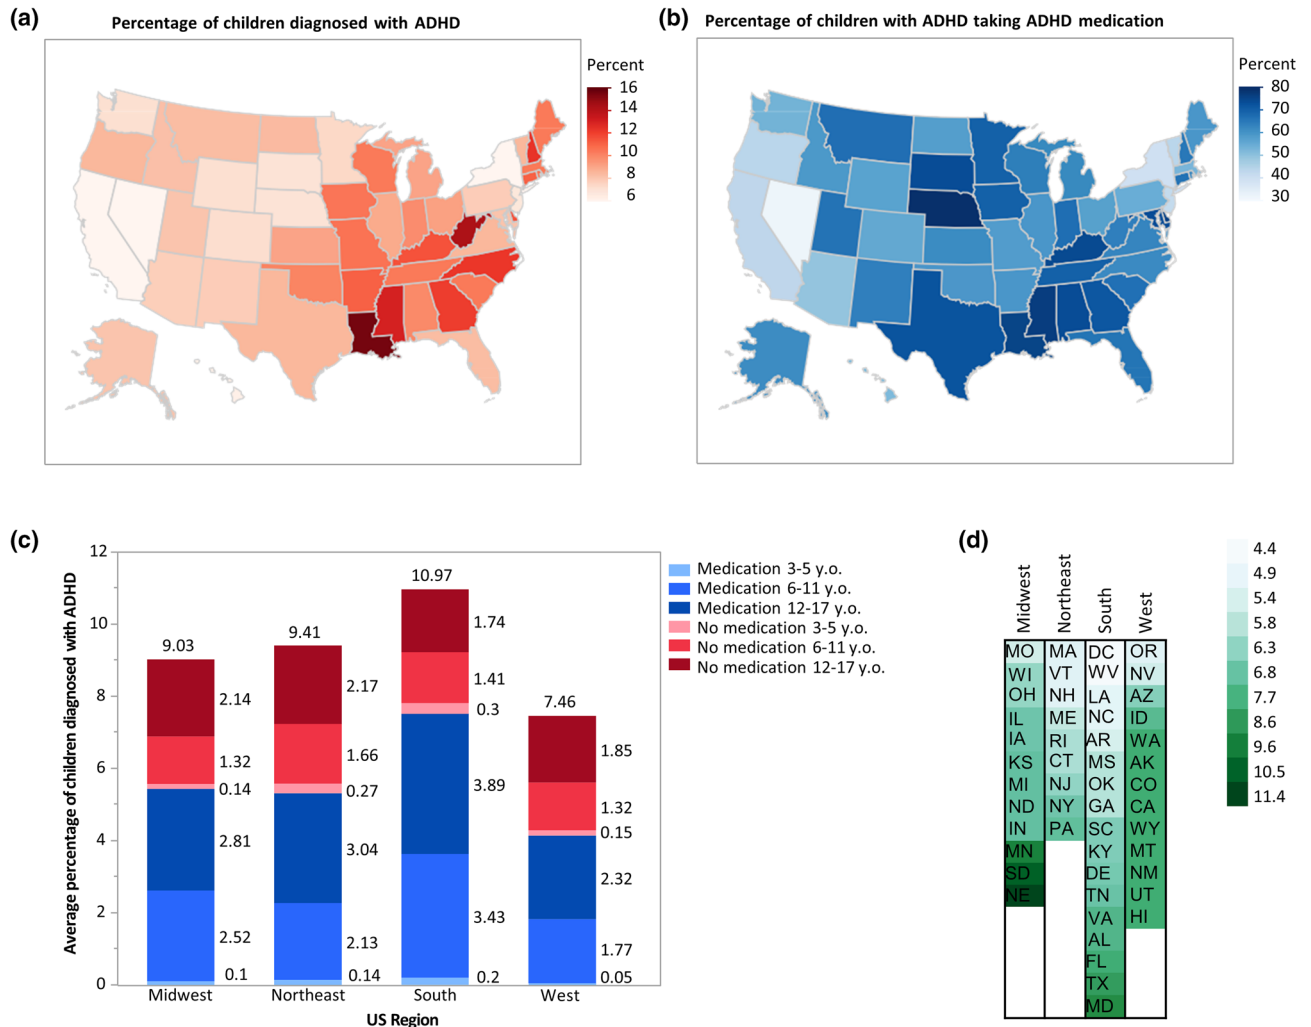 (a)
Percentage of children diagnosed with ADHD
Percent
16
14
12
10
8
6
(b)
Percentage of children with ADHD taking ADHD medication
Percent
80
70
60
50
40
30
(c)
Average percentage of children diagnosed with ADHD
12
10
8
6
4
2
0
9.03
2.14
1.32
0.14
2.81
2.52
0.1
9.41
2.17
1.66
0.27
3.04
2.13
0.14
10.97
1.74
1.41
0.3
3.89
3.43
0.2
7.46
1.85
1.32
0.15
2.32
1.77
0.05
Midwest Northeast South West
US Region
Medication 3-5 y.o.
Medication 6-11 y.o.
Medication 12-17 y.o.
No medication 3-5 y.o.
No medication 6-11 y.o.
No medication 12-17 y.o.
(d)
Midwest
Northeast
South
West
MO MA DC OR
WI VT WV NV
OH NH LA AZ
IL ME NC ID
IA RI AR WA
KS CT MS AK
MI NJ OK CO
ND NY GA CA
IN PA SC WY
MN KY MT
SD DE NM
NE TN UT
VA HI
AL
FL
TX
MD
4.4
4.9
5.4
5.8
6.3
6.8
7.7
8.6
9.6
10.5
11.4